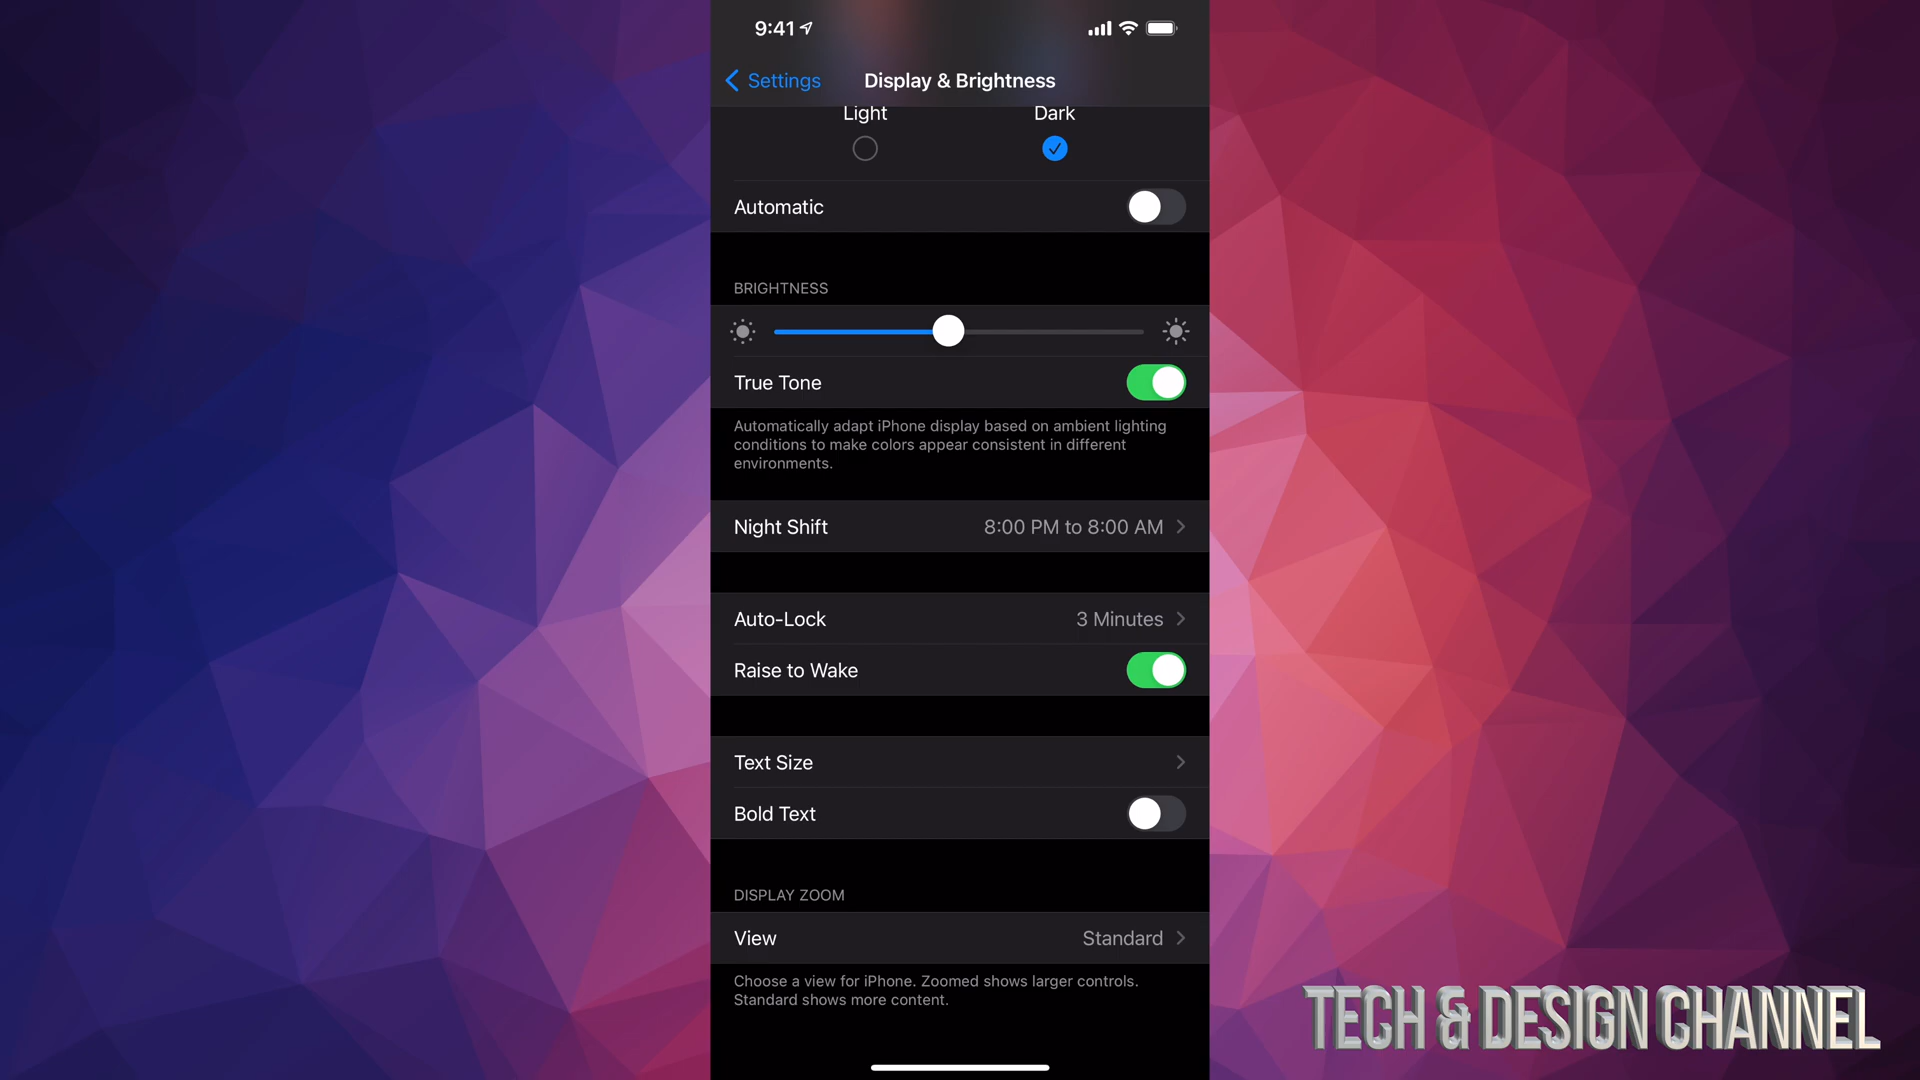 9:41
Settings
Display & Brightness
Light
Dark
Automatic
BRIGHTNESS
True Tone
Automatically adapt iPhone display based on ambient lighting
conditions to make colors appear consistent in different
environments.
Night Shift
8:00 PM to 8:00 AM
Auto-Lock
3 Minutes
Raise to Wake
Text Size
Bold Text
DISPLAY ZOOM
View
Standard
Choose a view for iPhone. Zoomed shows larger controls.
Standard shows more content.
TECH & DESIGN CHANNEL